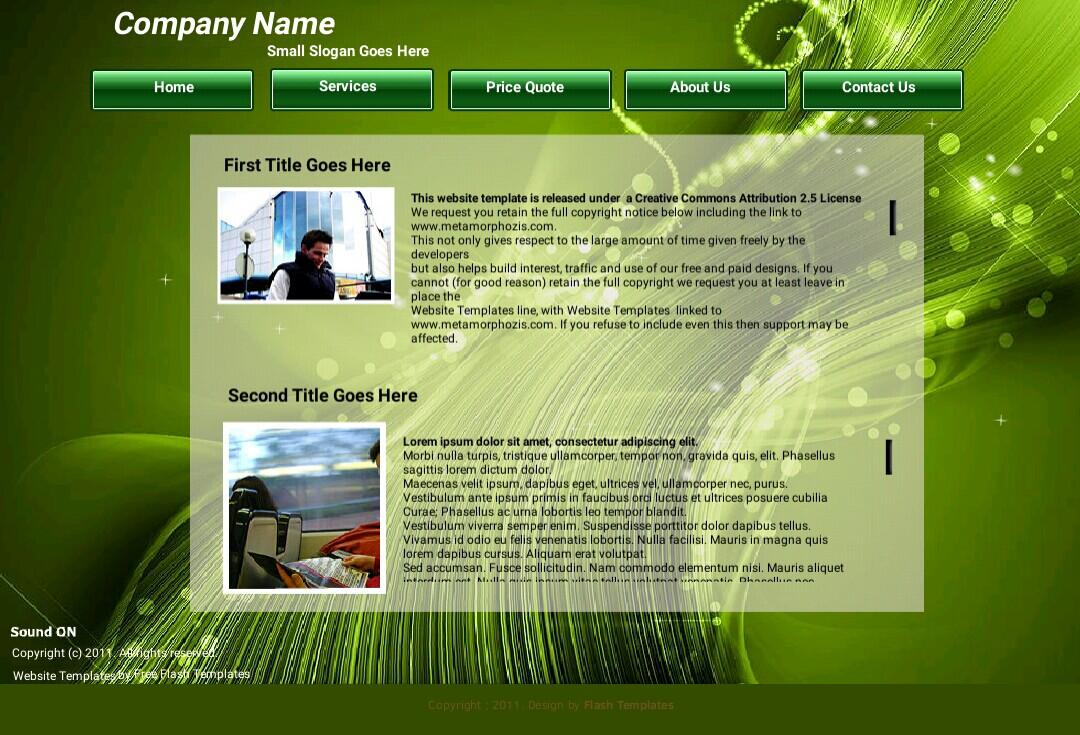 Company Name
Small Slogan Goes Here
Home
Services
Price Quote
About Us
Contact Us
First Title Goes Here
This website template is released under  a Creative Commons Attribution 2.5 License
We request you retain the full copyright notice below including the link to
www.metamorphozis.com.
This not only gives respect to the large amount of time given freely by the
developers
but also helps build interest, traffic and use of our free and paid designs. If you
cannot (for good reason) retain the full copyright we request you at least leave in
place the
Website Templates line, with Website Templates  linked to
www.metamorphozis.com. If you refuse to include even this then support may be
affected.
Second Title Goes Here
Lorem ipsum dolor sit amet, consectetur adipiscing elit.
Morbi nulla turpis, tristique ullamcorper, tempor non, gravida quis, elit. Phasellus
sagittis lorem dictum dolor.
Maecenas velit ipsum, dapibus eget, ultrices vel, ullamcorper nec, purus.
Vestibulum ante ipsum primis in faucibus orci luctus et ultrices posuere cubilia
Curae; Phasellus ac urna lobortis leo tempor blandit.
Vestibulum viverra semper enim. Suspendisse porttitor dolor dapibus tellus.
Vivamus id odio eu felis venenatis lobortis. Nulla facilisi. Mauris in magna quis
lorem dapibus cursus. Aliquam erat volutpat.
Sed accumsan. Fusce sollicitudin. Nam commodo elementum nisi. Mauris aliquet
interdum est. Nulla quis ipsum vitae tellus volutpat venenatis. Phasellus nec
Sound ON
Copyright (c) 2011. All rights reserved.
Website Templates by Free Flash Templates
Copyright : 2011. Design by Flash Templates